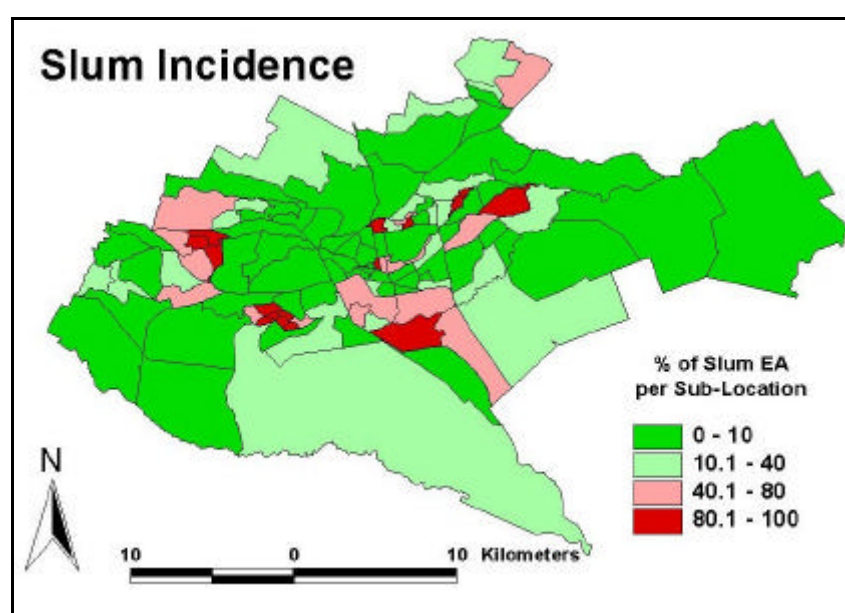 Slum Incidence
% of Slum EA
per Sub-Location
0 - 10
10.1 - 40
40.1 - 80
80.1 - 100
N
10 0 10 Kilometers